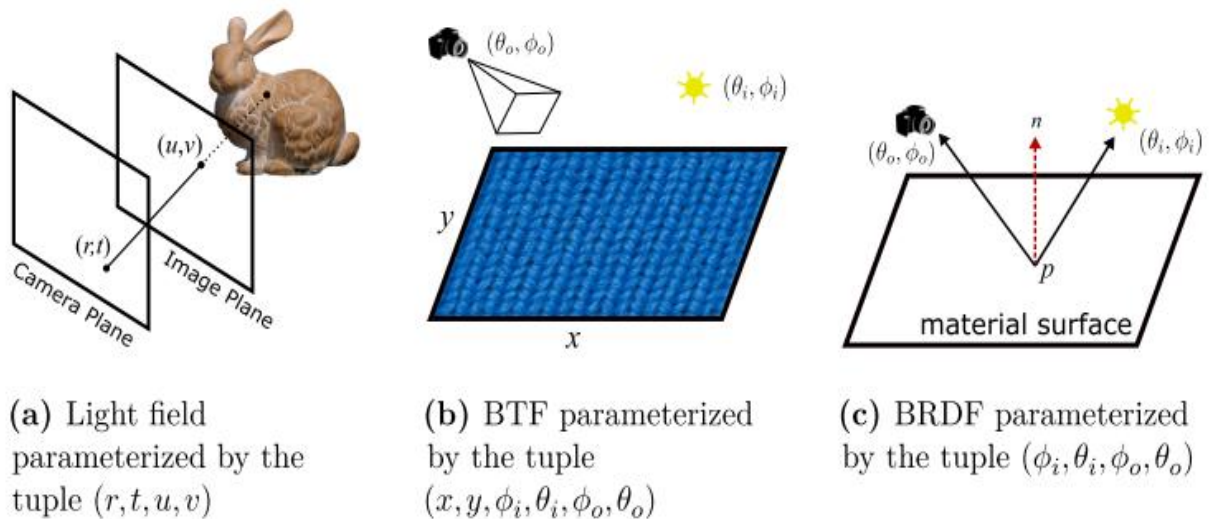 (u,v)
(r,t)
Camera Plane
Image Plane
(θₒ, ϕₒ)
(θᵢ, ϕᵢ)
y
x
n
(θₒ, ϕₒ)
(θᵢ, ϕᵢ)
p
material surface
(a) Light field
parameterized by the
tuple (r, t, u, v)
(b) BTF parameterized
by the tuple
(x, y, ϕᵢ, θᵢ, ϕₒ, θₒ)
(c) BRDF parameterized
by the tuple (ϕᵢ, θᵢ, ϕₒ, θₒ)